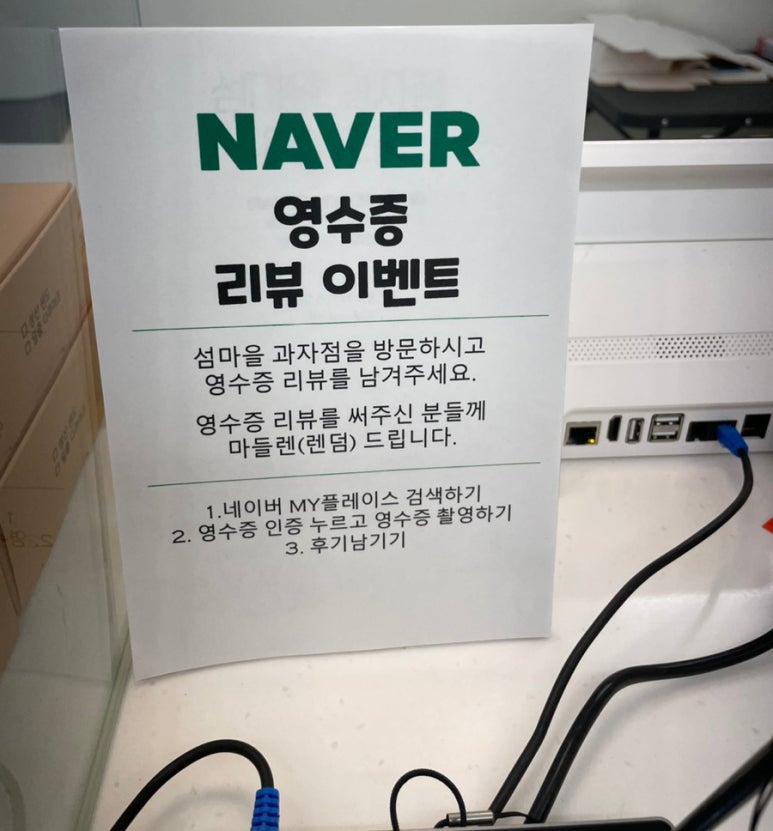 NAVER
영수증
리뷰 이벤트
섬마을 과자점을 방문하시고
영수증 리뷰를 남겨주세요.
영수증 리뷰를 써주신 분들께
마들렌(렌덤) 드립니다.
1.네이버 MY플레이스 검색하기
2. 영수증 인증 누르고 영수증 촬영하기
3. 후기남기기